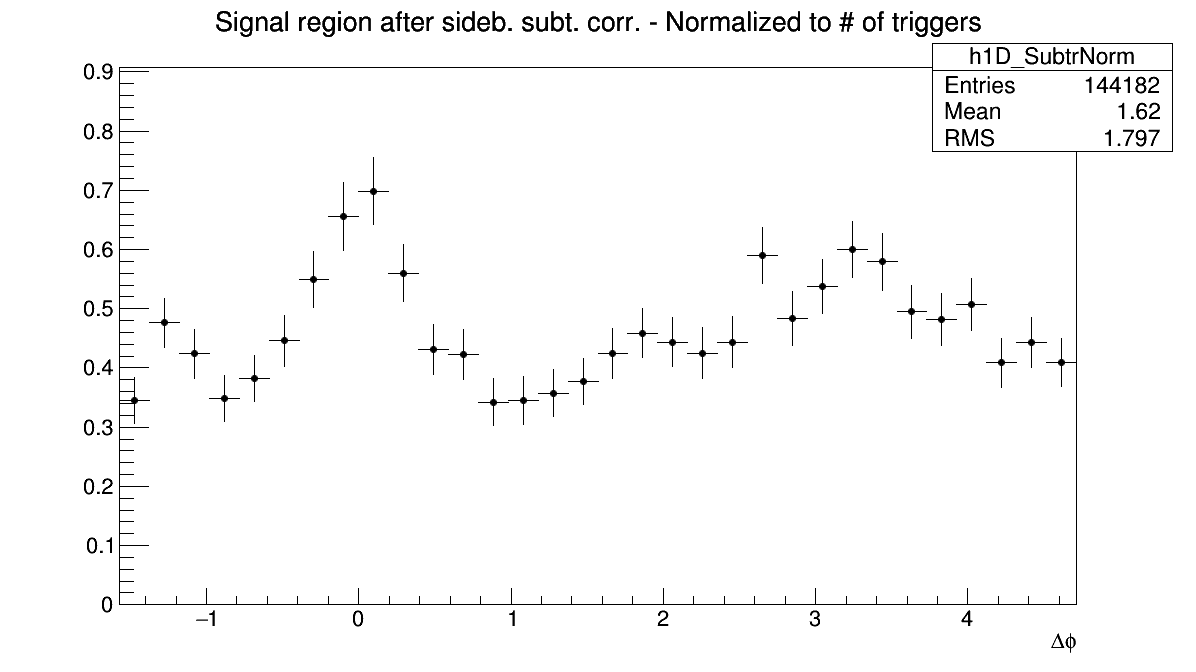 Signal region after sideb. subt. corr. - Normalized to # of triggers
h1D_SubtrNorm
Entries 144182
Mean 1.62
RMS 1.797
0.9
0.8
0.7
0.6
0.5
0.4
0.3
0.2
0.1
0
−1 0 1 2 3 4
Δϕ